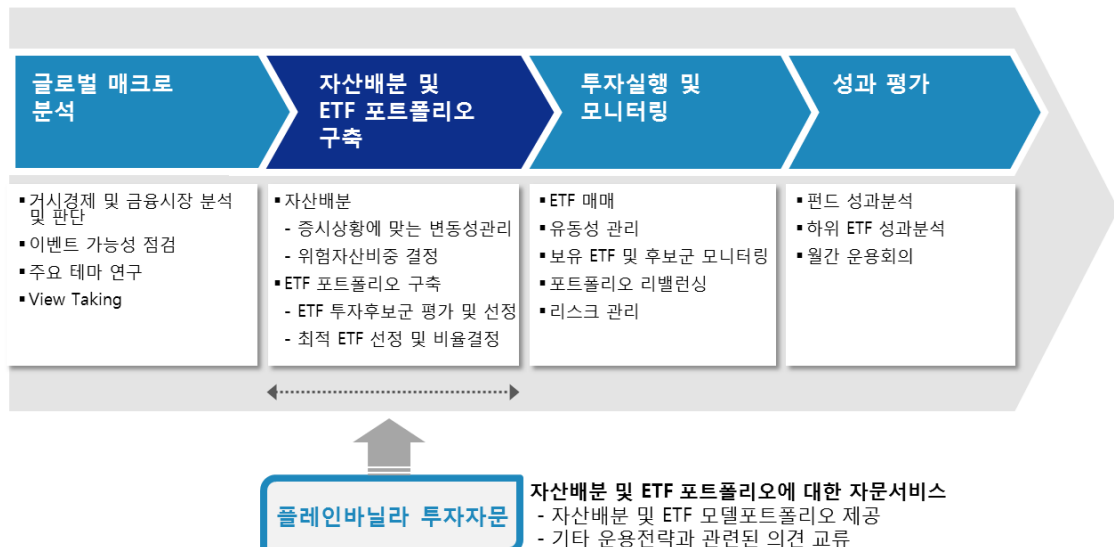 글로벌 매크로
분석
자산배분 및
ETF 포트폴리오
구축
투자실행 및
모니터링
성과 평가
▪거시경제 및 금융시장 분석
및 판단
▪이벤트 가능성 점검
▪주요 테마 연구
▪View Taking
▪자산배분
- 증시상황에 맞는 변동성관리
- 위험자산비중 결정
▪ETF 포트폴리오 구축
- ETF 투자후보군 평가 및 선정
- 최적 ETF 선정 및 비율결정
▪ETF 매매
▪유동성 관리
▪보유 ETF 및 후보군 모니터링
▪포트폴리오 리밸런싱
▪리스크 관리
▪펀드 성과분석
▪하위 ETF 성과분석
▪월간 운용회의
플레인바닐라 투자자문
자산배분 및 ETF 포트폴리오에 대한 자문서비스
- 자산배분 및 ETF 모델포트폴리오 제공
- 기타 운용전략과 관련된 의견 교류